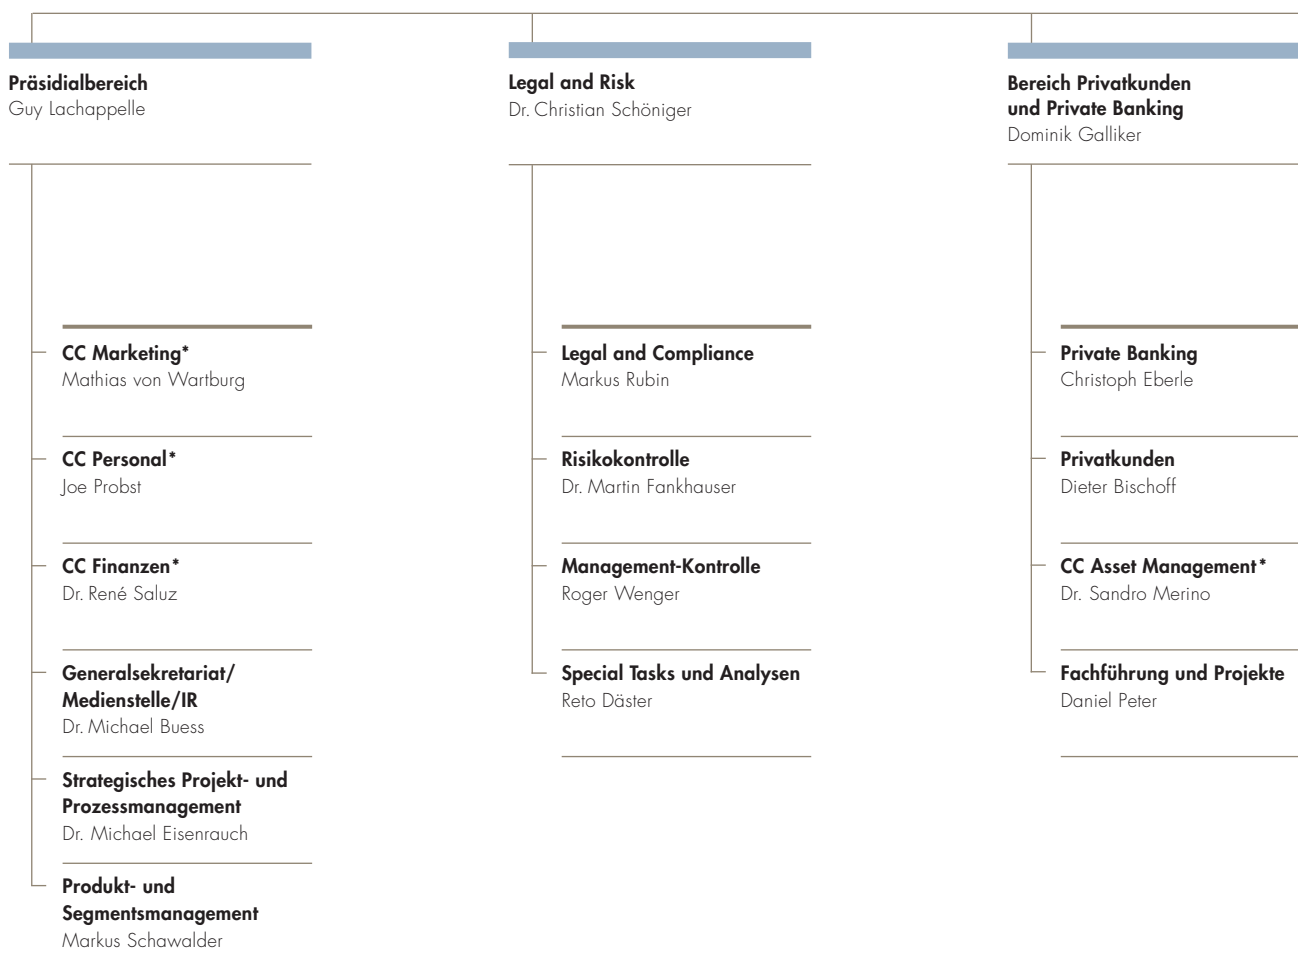 Präsidialbereich
Guy Lachappelle
CC Marketing*
Mathias von Wartburg
CC Personal*
Joe Probst
CC Finanzen*
Dr. René Saluz
Generalsekretariat/
Medienstelle/IR
Dr. Michael Buess
Strategisches Projekt- und
Prozessmanagement
Dr. Michael Eisenrauch
Produkt- und
Segmentsmanagement
Markus Schawalder
Legal and Risk
Dr. Christian Schöniger
Legal and Compliance
Markus Rubin
Risikokontrolle
Dr. Martin Fankhauser
Management-Kontrolle
Roger Wenger
Special Tasks und Analysen
Reto Däster
Bereich Privatkunden
und Private Banking
Dominik Galliker
Private Banking
Christoph Eberle
Privatkunden
Dieter Bischoff
CC Asset Management*
Dr. Sandro Merino
Fachführung und Projekte
Daniel Peter